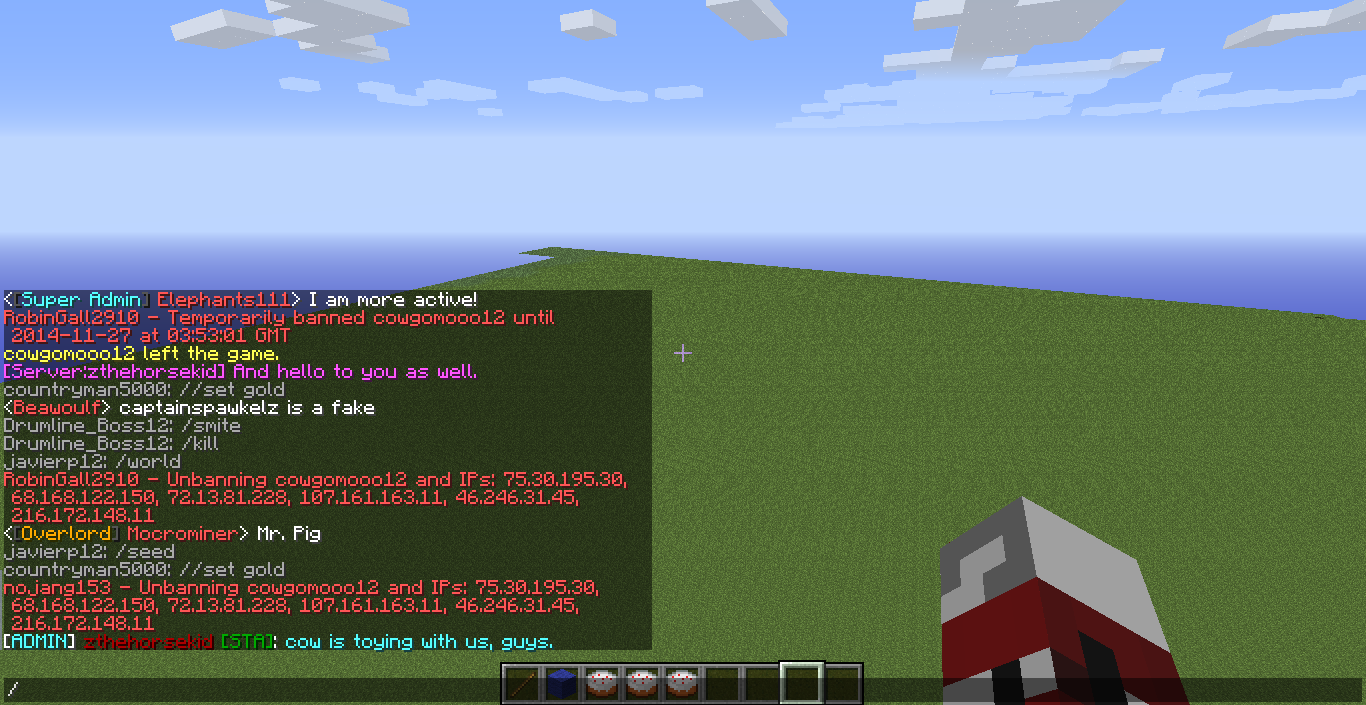 <[Super Admin] Elephants111> I am more active!
RobinGall2910 - Temporarily banned cowgomooo12 until
2014-11-27 at 03:53:01 GMT
cowgomooo12 left the game.
[Server:zthehorsekid] And hello to you as well.
countryman5000: //set gold
<Beawoulf> captainspawkelz is a fake
Drumline_Boss12: /smite
Drumline_Boss12: /kill
javierp12: /world
RobinGall2910 - Unbanning cowgomooo12 and IPs: 75.30.195.30,
68.168.122.150, 72.13.81.228, 107.161.163.11, 46.246.31.45,
216.172.148.11
<[Overlord] Mocrominer> Mr. Pig
javierp12: /seed
countryman5000: //set gold
nojang153 - Unbanning cowgomooo12 and IPs: 75.30.195.30,
68.168.122.150, 72.13.81.228, 107.161.163.11, 46.246.31.45,
216.172.148.11
[ADMIN] zthehorsekid [STA]: cow is toying with us, guys.
/